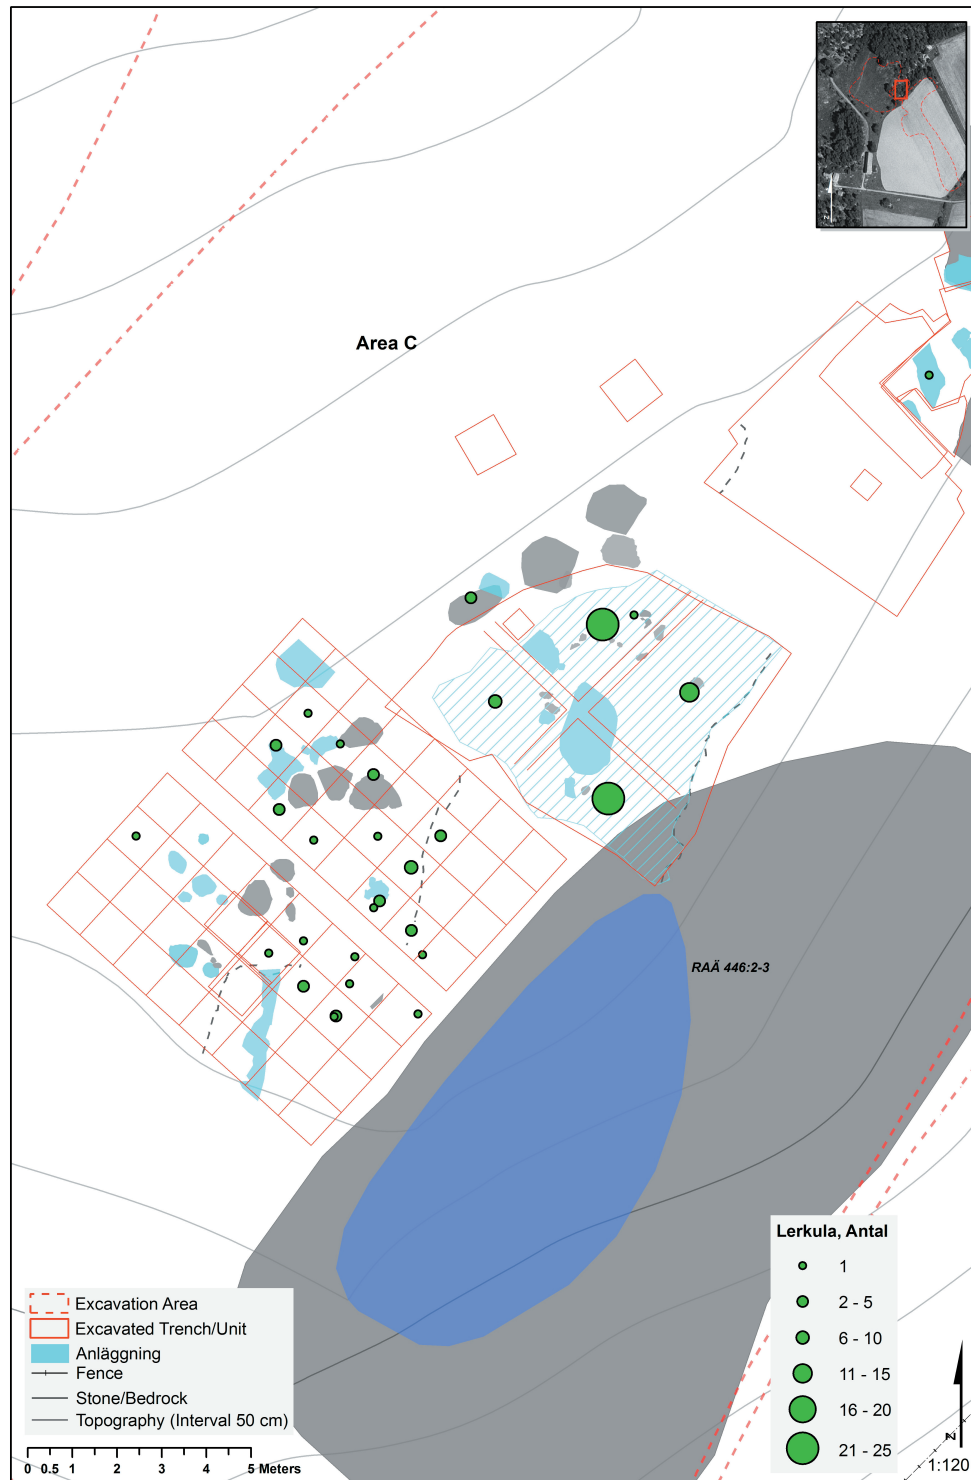 Area C
RAÄ 446:2-3
Lerkula, Antal
1
2 - 5
6 - 10
11 - 15
16 - 20
21 - 25
Excavation Area
Excavated Trench/Unit
Anläggning
Fence
Stone/Bedrock
Topography (Interval 50 cm)
0 0.5 1 2 3 4 5 Meters
N
1:120